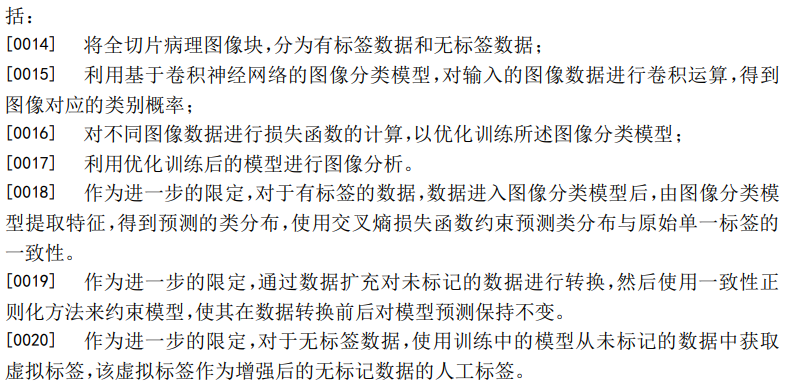 括：
[0014] 将全切片病理图像块，分为有标签数据和无标签数据；
[0015] 利用基于卷积神经网络的图像分类模型，对输入的图像数据进行卷积运算，得到
图像对应的类别概率；
[0016] 对不同图像数据进行损失函数的计算，以优化训练所述图像分类模型；
[0017] 利用优化训练后的模型进行图像分析。
[0018] 作为进一步的限定，对于有标签的数据，数据进入图像分类模型后，由图像分类模
型提取特征，得到预测的类分布，使用交叉熵损失函数约束预测类分布与原始单一标签的
一致性。
[0019] 作为进一步的限定，通过数据扩充对未标记的数据进行转换，然后使用一致性正
则化方法来约束模型，使其在数据转换前后对模型预测保持不变。
[0020] 作为进一步的限定，对于无标签数据，使用训练中的模型从未标记的数据中获取
虚拟标签，该虚拟标签作为增强后的无标记数据的人工标签。